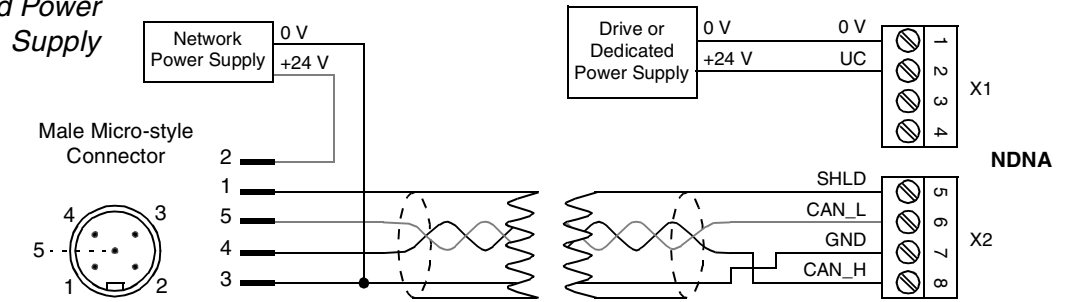 d Power
Supply
Network
Power Supply
0 V
+24 V
Drive or
Dedicated
Power Supply
0 V
+24 V
0 V
UC
1
2
3
4
X1
NDNA
Male Micro-style
Connector
4
3
5
1
2
2
1
5
4
3
SHLD
CAN_L
GND
CAN_H
5
6
7
8
X2